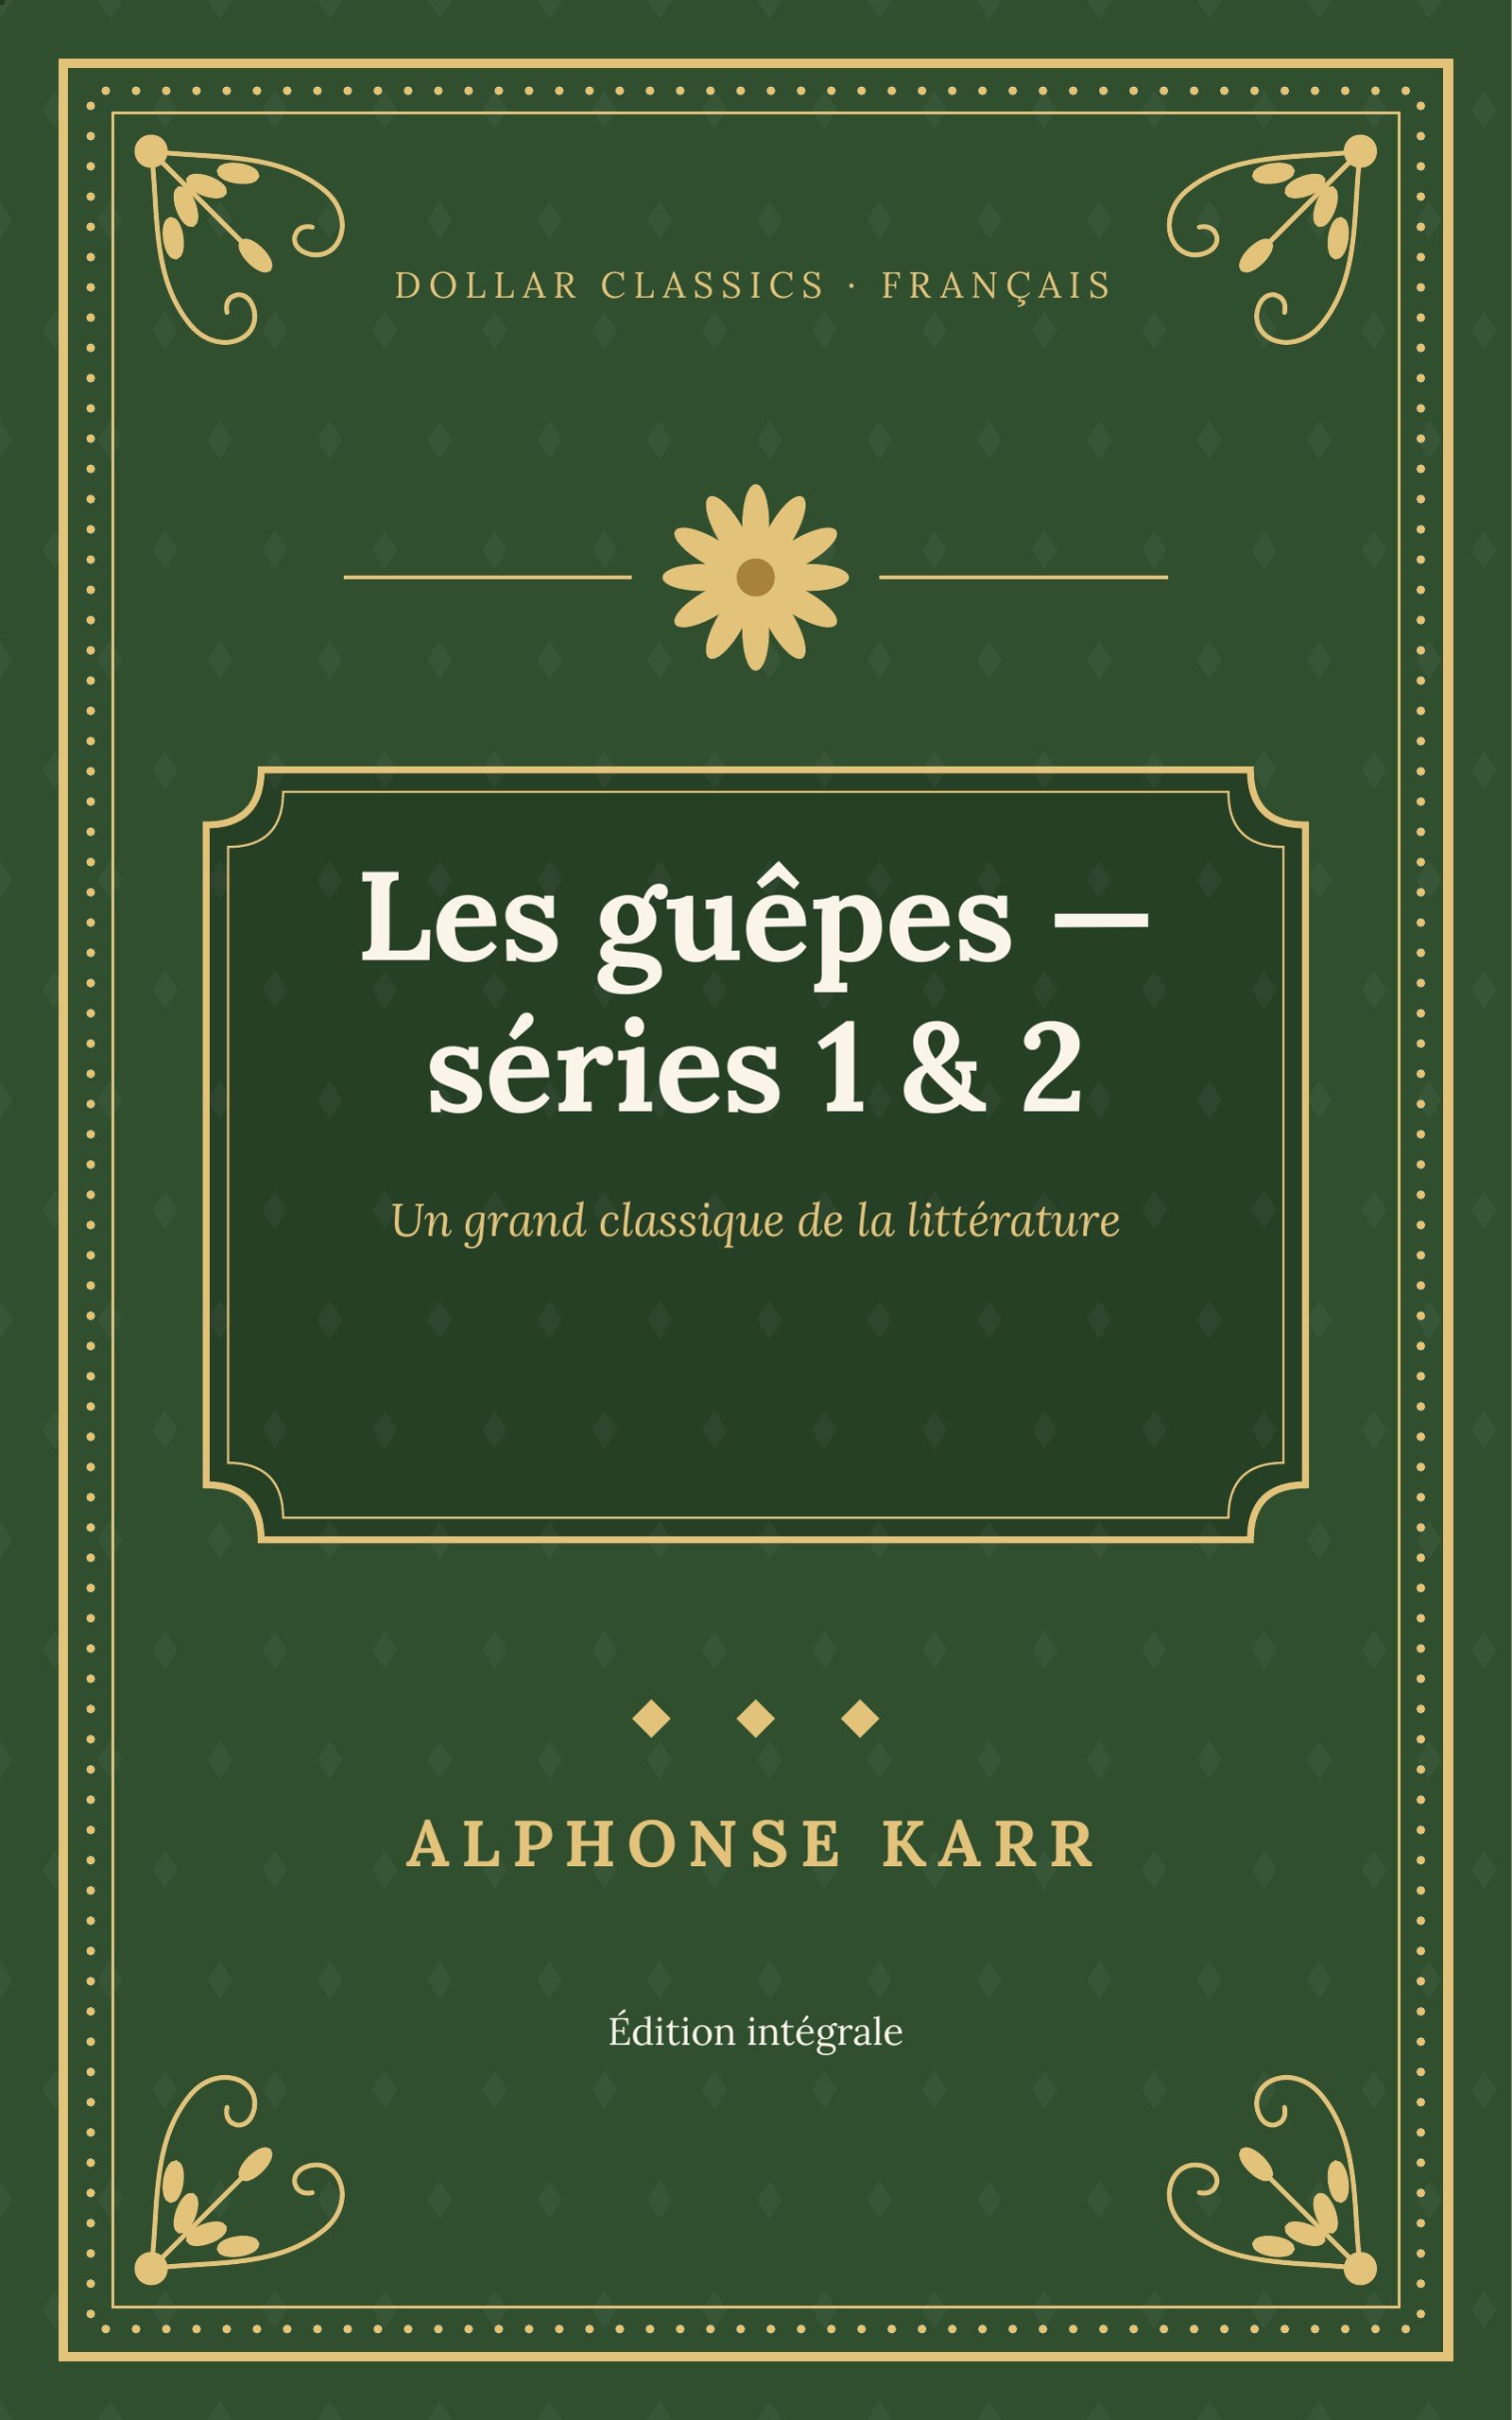 DOLLAR CLASSICS · FRANÇAIS
Les guêpes —
séries 1 & 2
Un grand classique de la littérature
ALPHONSE KARR
Édition intégrale